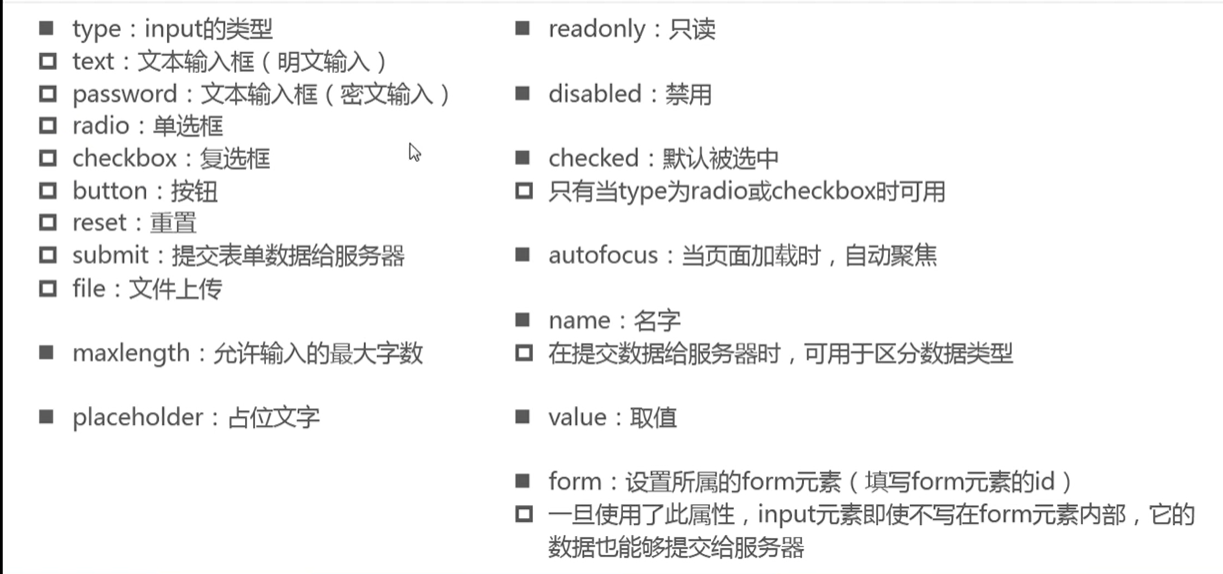 ■ type：input的类型
□ text：文本输入框（明文输入）
□ password：文本输入框（密文输入）
□ radio：单选框
□ checkbox：复选框
□ button：按钮
□ reset：重置
□ submit：提交表单数据给服务器
□ file：文件上传
■ maxlength：允许输入的最大字数
■ placeholder：占位文字
■ readonly：只读
■ disabled：禁用
■ checked：默认被选中
□ 只有当type为radio或checkbox时可用
■ autofocus：当页面加载时，自动聚焦
■ name：名字
□ 在提交数据给服务器时，可用于区分数据类型
■ value：取值
■ form：设置所属的form元素（填写form元素的id）
□ 一旦使用了此属性，input元素即使不写在form元素内部，它的
数据也能够提交给服务器